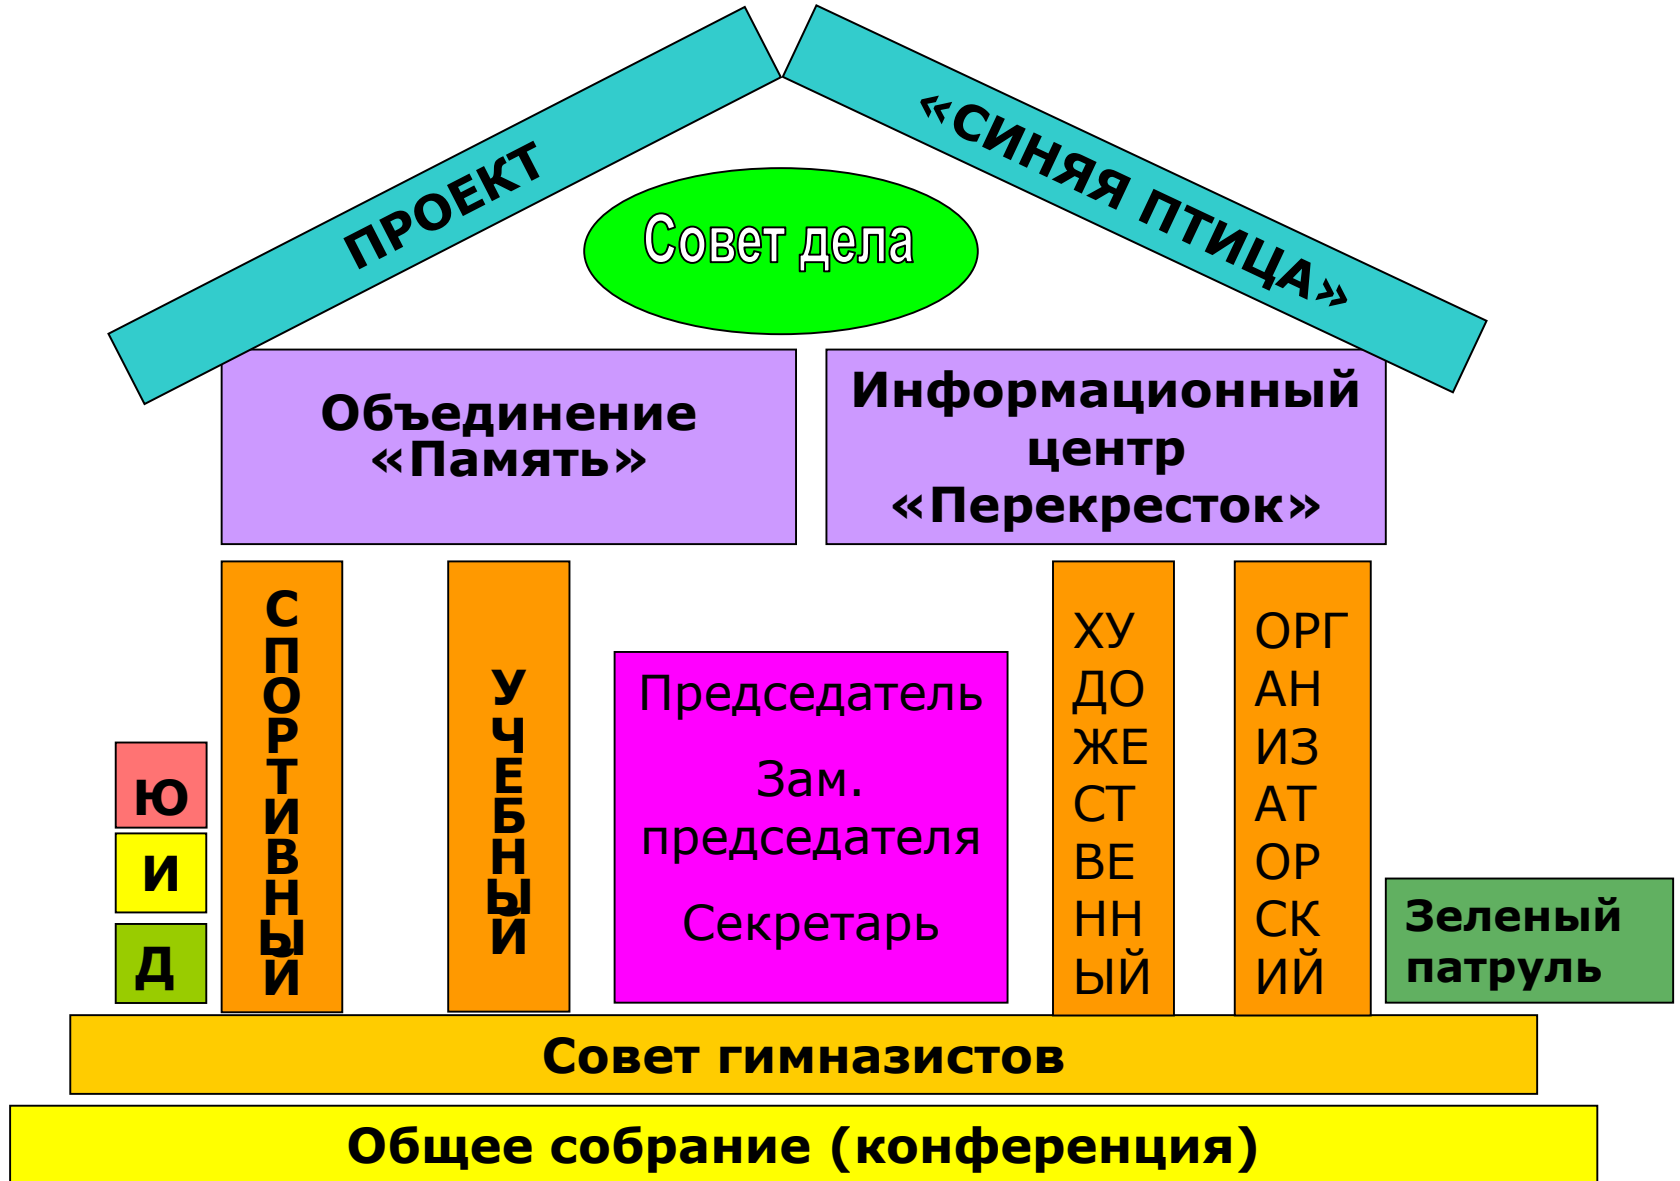 ПРОЕКТ
«СИНЯЯ ПТИЦА»
Совет дела
Объединение
«Память»
Информационный
центр
«Перекресток»
Ю
И
Д
СПОРТИВНЫЙ
УЧЕБНЫЙ
Председатель
Зам.
председателя
Секретарь
ХУ
ДО
ЖЕ
СТ
ВЕ
НН
ЫЙ
ОРГ
АН
ИЗ
АТ
ОР
СК
ИЙ
Зеленый
патруль
Совет гимназистов
Общее собрание (конференция)